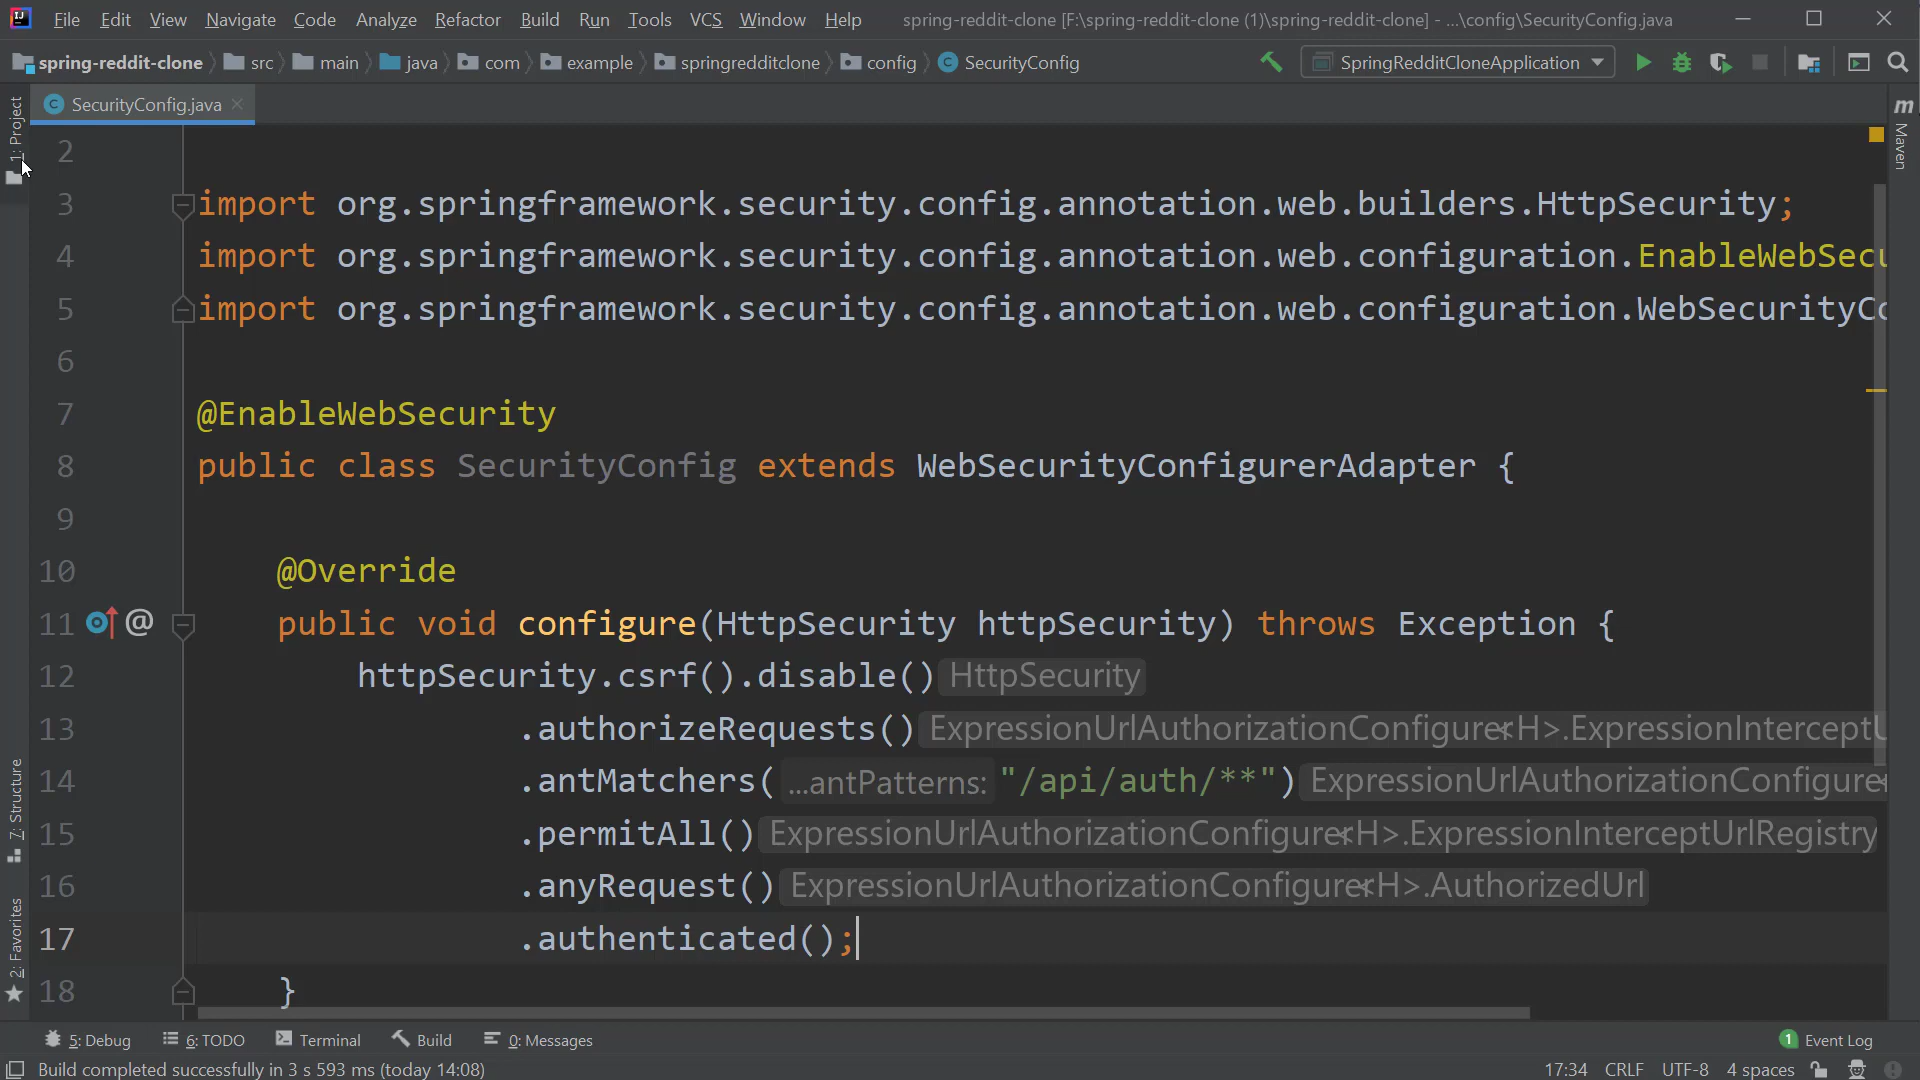 File Edit View Navigate Code Analyze Refactor Build Run Tools VCS Window Help spring-reddit-clone [F:\spring-reddit-clone (1)\spring-reddit-clone] - ...\config\SecurityConfig.java
spring-reddit-clone src main java com example springredditclone config SecurityConfig SpringRedditCloneApplication
SecurityConfig.java
1: Project
m Maven
2
3 import org.springframework.security.config.annotation.web.builders.HttpSecurity;
4 import org.springframework.security.config.annotation.web.configuration.EnableWebSecu
5 import org.springframework.security.config.annotation.web.configuration.WebSecurityCo
6
7 @EnableWebSecurity
8 public class SecurityConfig extends WebSecurityConfigurerAdapter {
9
10 @Override
11 @ public void configure(HttpSecurity httpSecurity) throws Exception {
12 httpSecurity.csrf().disable() HttpSecurity
13 .authorizeRequests() ExpressionUrlAuthorizationConfigurer<H>.ExpressionInterceptU
14 .antMatchers( ...antPatterns: "/api/auth/**") ExpressionUrlAuthorizationConfigurer<
15 .permitAll() ExpressionUrlAuthorizationConfigurer<H>.ExpressionInterceptUrlRegistry
16 .anyRequest() ExpressionUrlAuthorizationConfigurer<H>.AuthorizedUrl
17 .authenticated();
18 }
7: Structure
2: Favorites
5: Debug 6: TODO Terminal Build 0: Messages 1 Event Log
Build completed successfully in 3 s 593 ms (today 14:08) 17:34 CRLF UTF-8 4 spaces